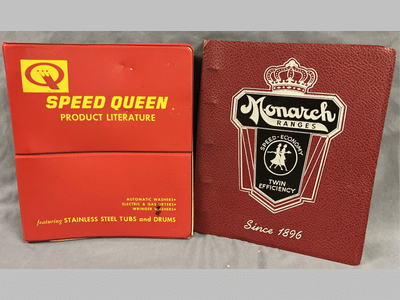 SPEED QUEEN
PRODUCT LITERATURE
AUTOMATIC WASHERS•
ELECTRIC & GAS DRYERS•
WRINGER WASHERS•
featuring STAINLESS STEEL TUBS and DRUMS
Monarch
RANGES
SPEED-ECONOMY
TWIN
EFFICIENCY
Since 1896